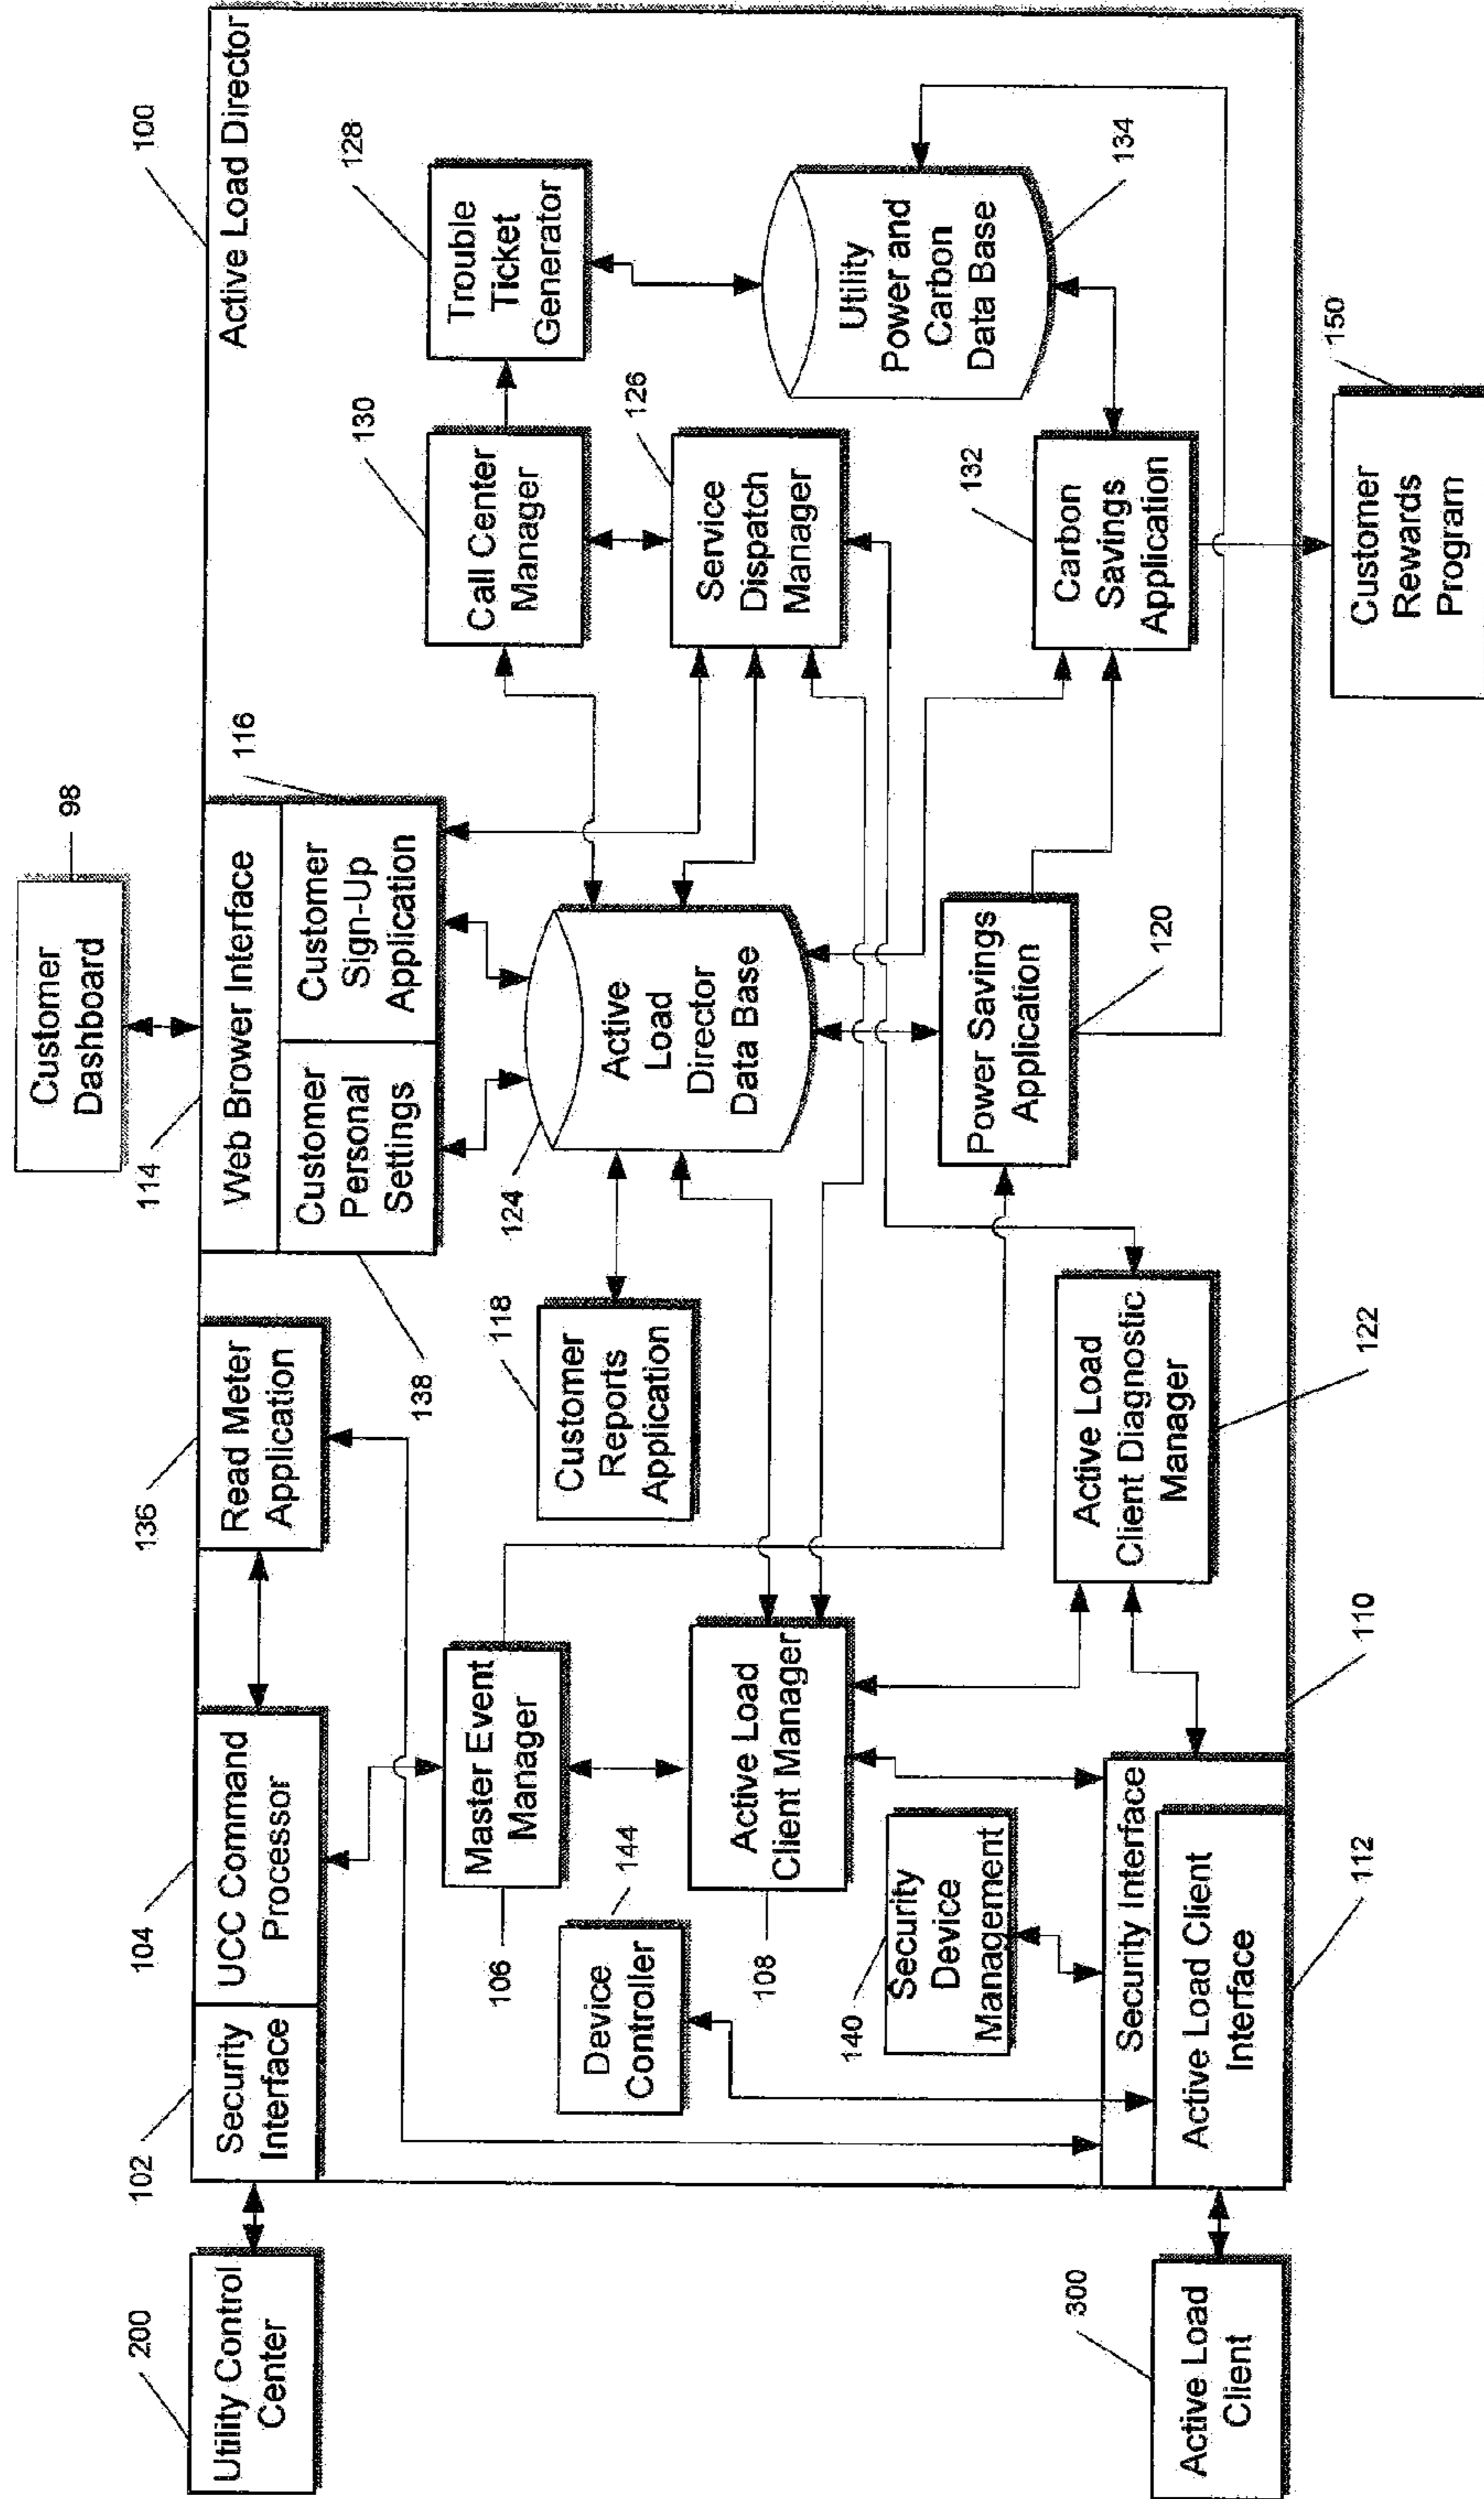 98
Customer
Dashboard
100
Active Load Director
200
Utility Control
Center
102
Security
Interface
104
UCC Command
Processor
136
Read Meter
Application
114
Web Brower Interface
Customer
Personal
Settings
Customer
Sign-Up
Application
116
138
130
Call Center
Manager
128
Trouble
Ticket
Generator
106
Master Event
Manager
144
Device
Controller
118
Customer
Reports
Application
124
Active
Load
Director
Data Base
126
Service
Dispatch
Manager
Utility
Power and
Carbon
Data Base
134
108
Active Load
Client Manager
140
Security
Device
Management
Power Savings
Application
120
132
Carbon
Savings
Application
Active Load
Client Diagnostic
Manager
122
Security Interface
110
Active Load Client
Interface
112
300
Active Load
Client
150
Customer
Rewards
Program